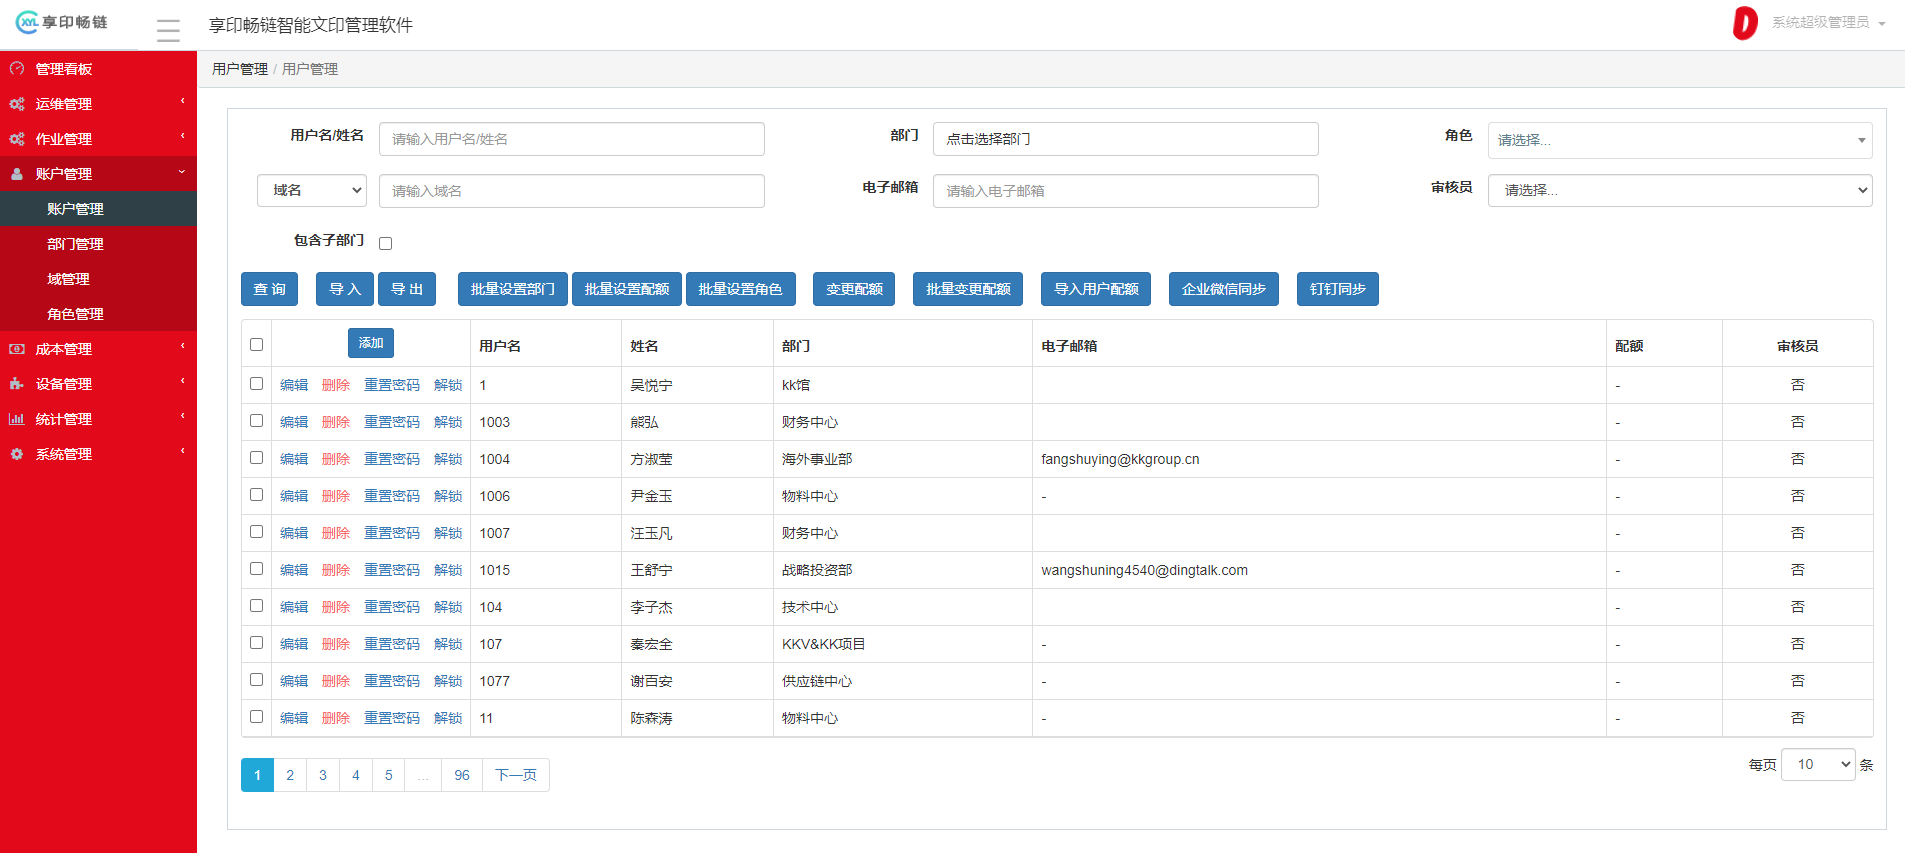 XYL 享印畅链
享印畅链智能文印管理软件
D 系统超级管理员
管理看板
运维管理
作业管理
账户管理
账户管理
部门管理
域管理
角色管理
成本管理
设备管理
统计管理
系统管理
用户管理 / 用户管理
用户名/姓名 请输入用户名/姓名 部门 点击选择部门 角色 请选择...
域名 请输入域名 电子邮箱 请输入电子邮箱 审核员 请选择...
包含子部门
查 询 导 入 导 出 批量设置部门 批量设置配额 批量设置角色 变更配额 批量变更配额 导入用户配额 企业微信同步 钉钉同步
添加 用户名 姓名 部门 电子邮箱 配额 审核员
编辑 删除 重置密码 解锁 1 吴悦宁 kk馆 - 否
编辑 删除 重置密码 解锁 1003 熊弘 财务中心 - 否
编辑 删除 重置密码 解锁 1004 方淑莹 海外事业部 fangshuying@kkgroup.cn - 否
编辑 删除 重置密码 解锁 1006 尹金玉 物料中心 - - 否
编辑 删除 重置密码 解锁 1007 汪玉凡 财务中心 - 否
编辑 删除 重置密码 解锁 1015 王舒宁 战略投资部 wangshuning4540@dingtalk.com - 否
编辑 删除 重置密码 解锁 104 李子杰 技术中心 - 否
编辑 删除 重置密码 解锁 107 秦宏全 KKV&KK项目 - - 否
编辑 删除 重置密码 解锁 1077 谢百安 供应链中心 - - 否
编辑 删除 重置密码 解锁 11 陈森涛 物料中心 - - 否
1 2 3 4 5 ... 96 下一页
每页 10 条